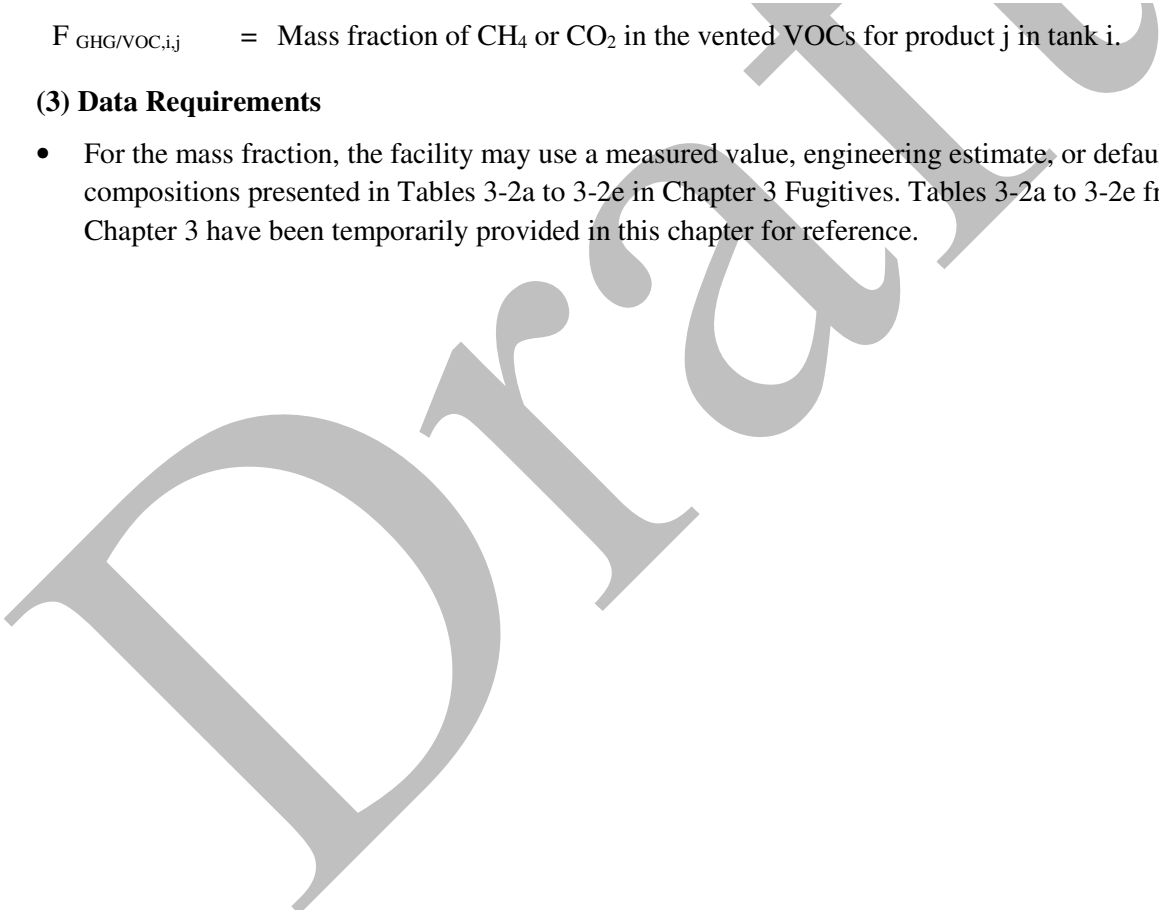 F GHG/VOC,i,j = Mass fraction of CH4 or CO2 in the vented VOCs for product j in tank i.
(3) Data Requirements
• For the mass fraction, the facility may use a measured value, engineering estimate, or
compositions presented in Tables 3-2a to 3-2e in Chapter 3 Fugitives. Tables 3-2a to 3-2e
Chapter 3 have been temporarily provided in this chapter for reference.
Draft